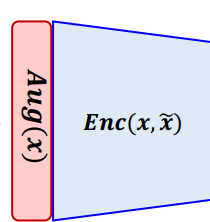 Aug(x)
Enc(x, x̃)